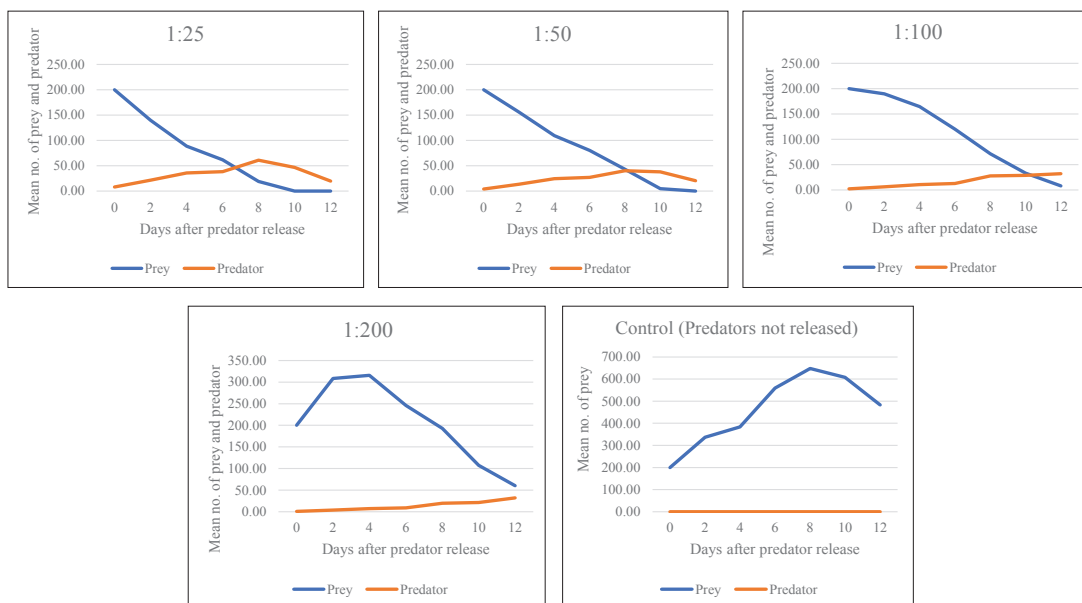 1:25
Mean no. of prey and predator
250.00
200.00
150.00
100.00
50.00
0.00
0 2 4 6 8 10 12
Days after predator release
Prey Predator
1:50
Mean no. of prey and predator
250.00
200.00
150.00
100.00
50.00
0.00
0 2 4 6 8 10 12
Days after predator release
Prey Predator
1:100
Mean no. of prey and predator
250.00
200.00
150.00
100.00
50.00
0.00
0 2 4 6 8 10 12
Days after predator release
Prey Predator
1:200
Mean no. of prey and predator
350.00
300.00
250.00
200.00
150.00
100.00
50.00
0.00
0 2 4 6 8 10 12
Days after predator release
Prey Predator
Control (Predators not released)
Mean no. of prey
700.00
600.00
500.00
400.00
300.00
200.00
100.00
0.00
0 2 4 6 8 10 12
Days after predator release
Prey Predator